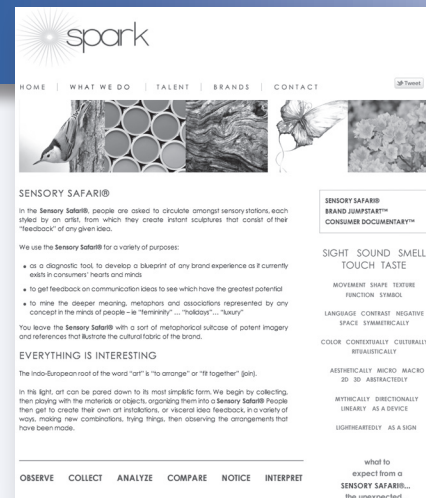 spark
HOME WHAT WE DO TALENT BRANDS CONTACT
Tweet
SENSORY SAFARI®
In the Sensory Safari®, people are asked to circulate amongst sensory stations, each
styled by an artist, from which they create instant sculptures that consist of their
"feedback" of any given idea.
We use the Sensory Safari® for a variety of purposes:
as a diagnostic tool, to develop a blueprint of any brand experience as it currently
exists in consumers' hearts and minds
to get feedback on communication ideas to see which have the greatest potential
to mine the deeper meaning, metaphors and associations represented by any
concept in the minds of people – ie "femininity" ... "holidays"... "luxury"
You leave the Sensory Safari® with a sort of metaphorical suitcase of potent imagery
and references that illustrate the cultural fabric of the brand.
EVERYTHING IS INTERESTING
The Indo-European root of the word "art" is "to arrange" or "fit together" (join).
In this light, art can be pared down to its most simplistic form. We begin by collecting,
then playing with the materials or objects, organizing them into a Sensory Safari® People
then get to create their own art installations, or visceral idea feedback, in a variety of
ways, making new combinations, trying things, then observing the arrangements that
have been made.
OBSERVE COLLECT ANALYZE COMPARE NOTICE INTERPRET
SENSORY SAFARI®
BRAND JUMPSTART™
CONSUMER DOCUMENTARY™
SIGHT SOUND SMELL
TOUCH TASTE
MOVEMENT SHAPE TEXTURE
FUNCTION SYMBOL
LANGUAGE CONTRAST NEGATIVE
SPACE SYMMETRICALLY
COLOR CONTEXTUALLY CULTURALLY
RITUALISTICALLY
AESTHETICALLY MICRO MACRO
2D 3D ABSTRACTEDLY
MYTHICALLY DIRECTIONALLY
LINEARLY AS A DEVICE
LIGHTHEARTEDLY AS A SIGN
what to
expect from a
SENSORY SAFARI®...
the unexpected